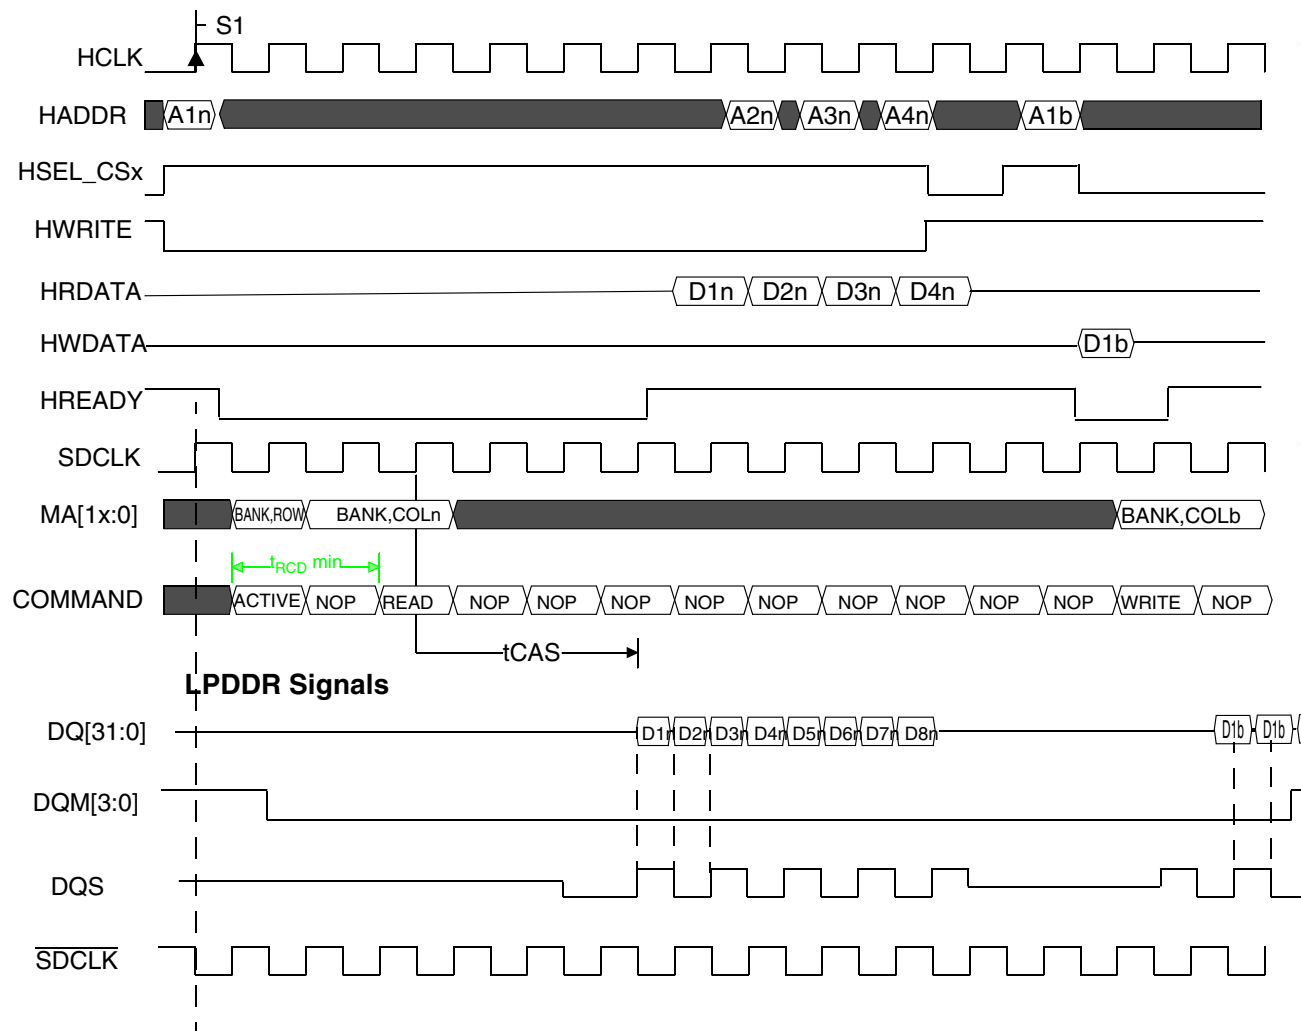 S1
HCLK
HADDR A1n A2n A3n A4n A1b
HSEL_CSx
HWRITE
HRDATA D1n D2n D3n D4n
HWDATA D1b
HREADY
SDCLK
MA[1x:0] BANK,ROW BANK,COLn BANK,COLb
tRCD min
COMMAND ACTIVE NOP READ NOP NOP NOP NOP NOP NOP NOP NOP NOP WRITE NOP
tCAS
LPDDR Signals
DQ[31:0] D1n D2n D3n D4n D5n D6n D7n D8n D1b D1b
DQM[3:0]
DQS
SDCLK